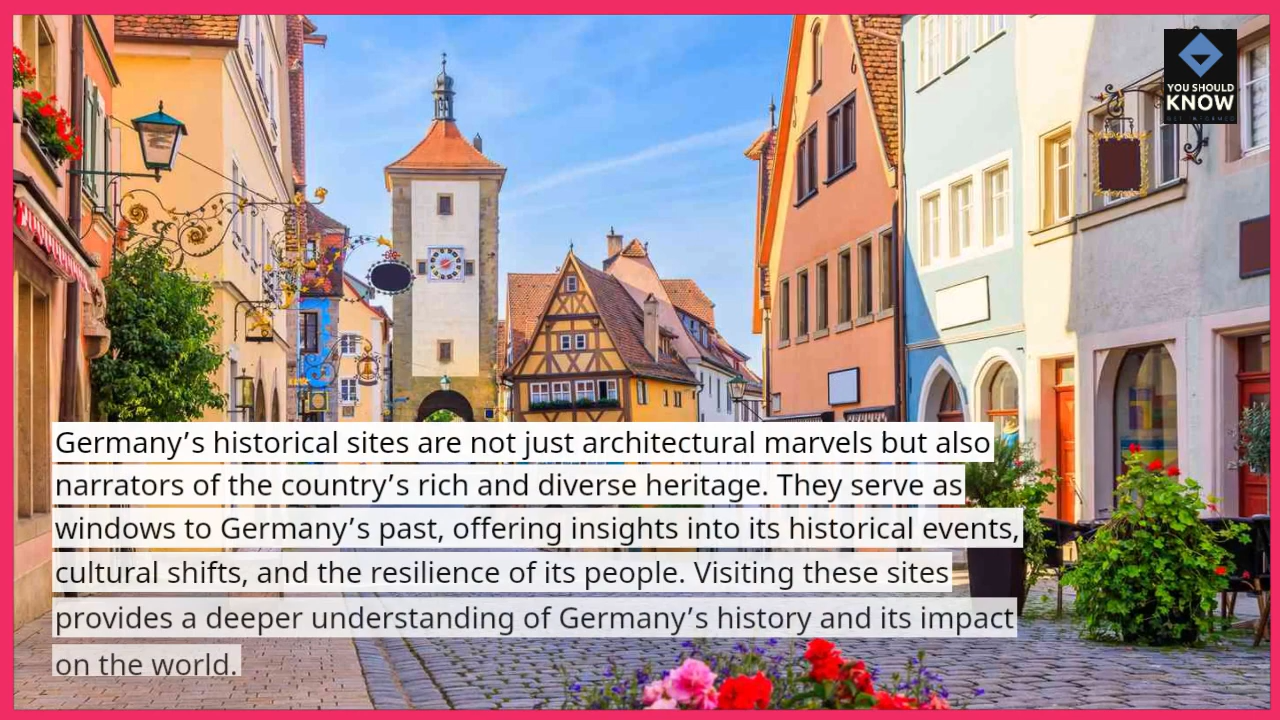 YOU SHOULD
KNOW
GET INFORMED
Germany’s historical sites are not just architectural marvels but also
narrators of the country’s rich and diverse heritage. They serve as
windows to Germany’s past, offering insights into its historical events,
cultural shifts, and the resilience of its people. Visiting these sites
provides a deeper understanding of Germany’s history and its impact
on the world.